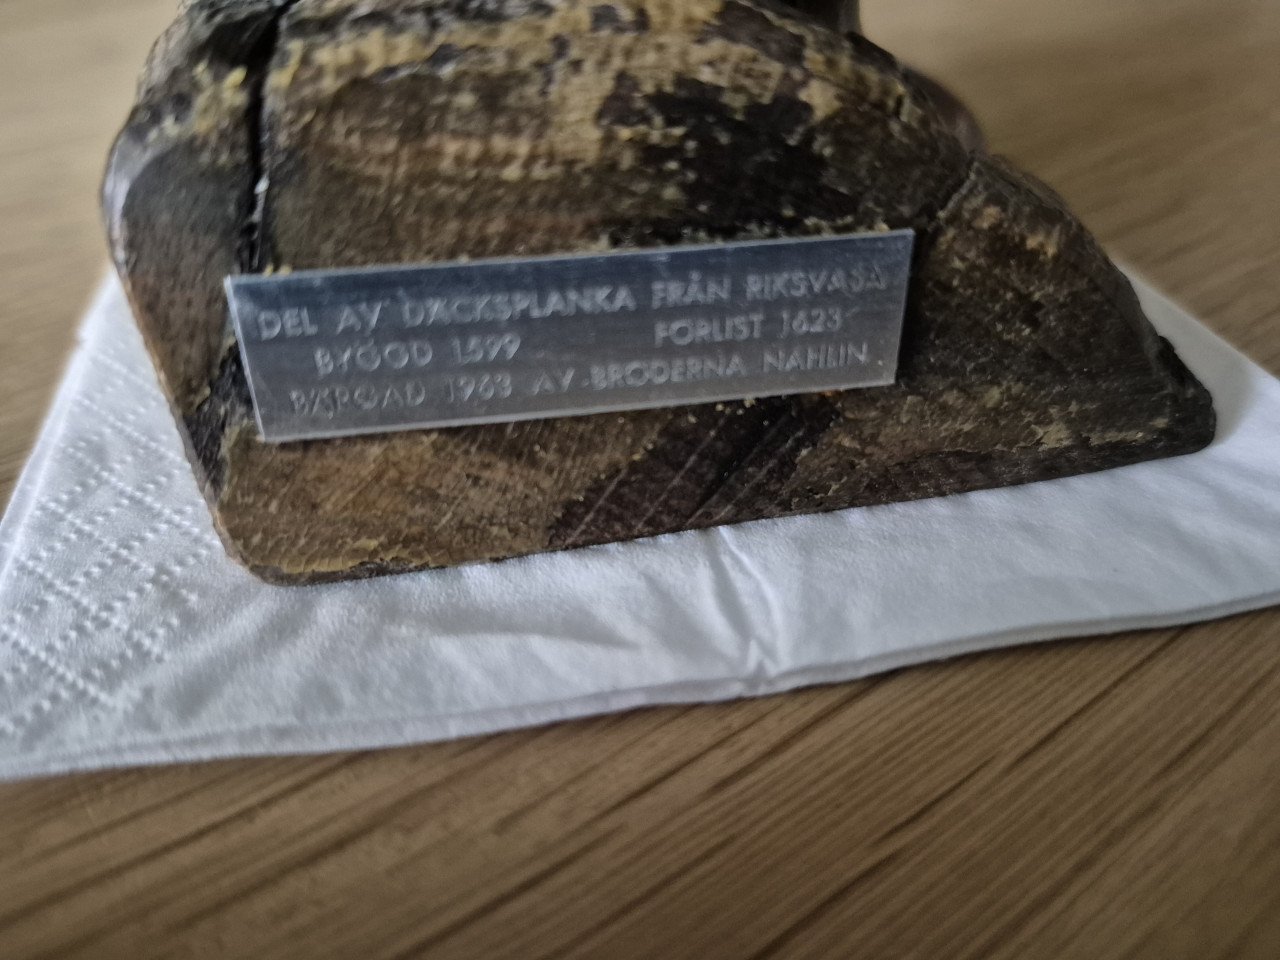 DEL AV DÄCKSPLANKA FRÅN RIKSVASA
BYGGD 1599 FÖRLIST 1623
BÄRGAD 1963 AV BRÖDERNA NAHLIN